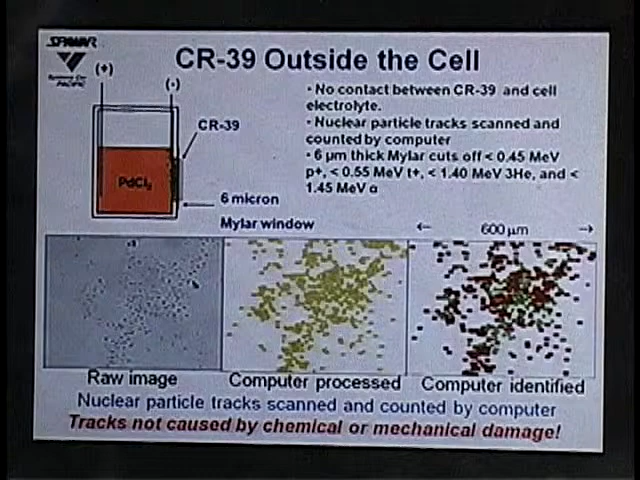 SPAWAR
Systems Center
PACIFIC
CR-39 Outside the Cell
(+)
(-)
CR-39
PdCl₂
6 micron
Mylar window
· No contact between CR-39 and cell
electrolyte.
· Nuclear particle tracks scanned and
counted by computer
· 6 µm thick Mylar cuts off < 0.45 MeV
p+, < 0.55 MeV t+, < 1.40 MeV 3He, and <
1.45 MeV α
← 600 µm →
Raw image
Computer processed
Computer identified
Nuclear particle tracks scanned and counted by computer
Tracks not caused by chemical or mechanical damage!